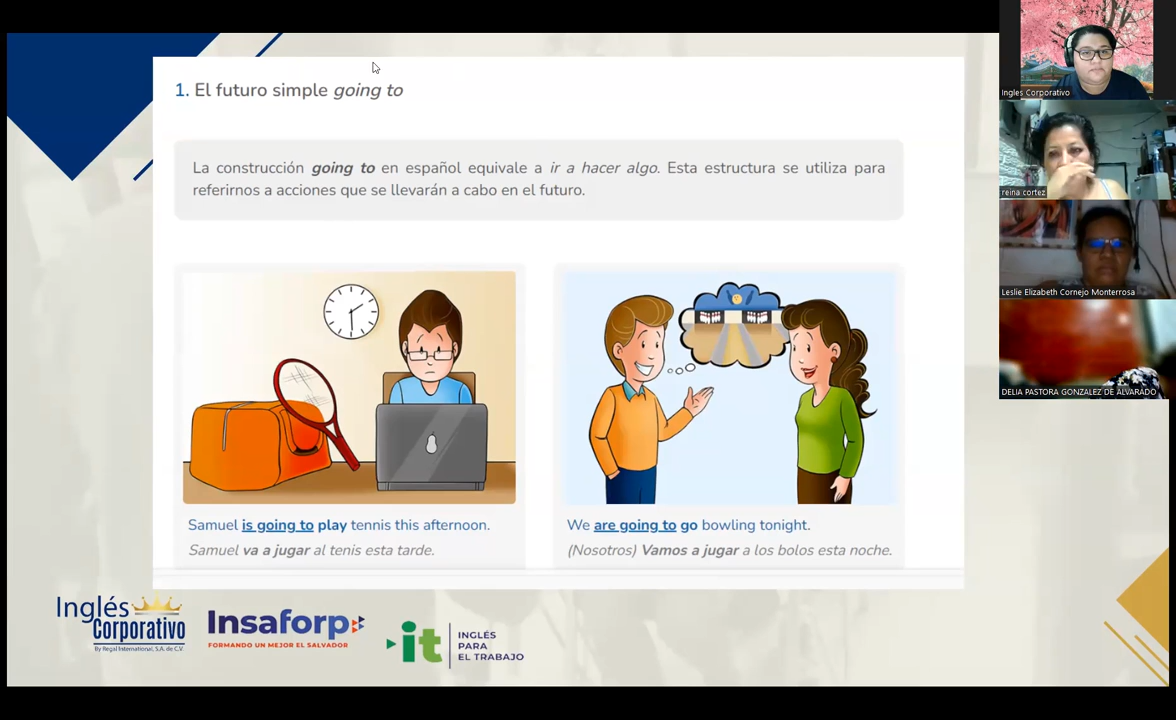 1. El futuro simple going to
La construcción going to en español equivale a ir a hacer algo. Esta estructura se utiliza para
referirnos a acciones que se llevarán a cabo en el futuro.
Samuel is going to play tennis this afternoon.
Samuel va a jugar al tenis esta tarde.
We are going to go bowling tonight.
(Nosotros) Vamos a jugar a los bolos esta noche.
Inglés
Corporativo
By Regal International, S.A. de C.V.
Insaforp
FORMANDO UN MEJOR EL SALVADOR
it
INGLÉS
PARA
EL TRABAJO
Ingles Corporativo
reina cortez
Leslie Elizabeth Cornejo Monterrosa
DELIA PASTORA GONZALEZ DE ALVARADO